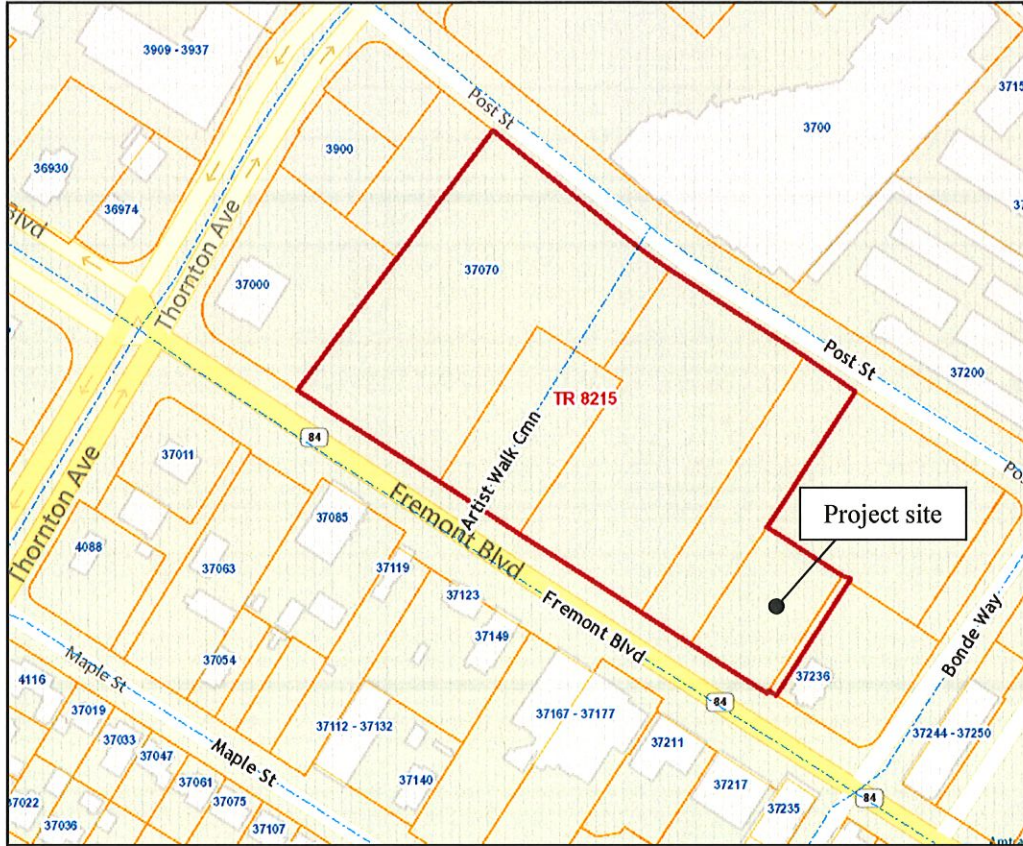 3909 - 3937
Post St
3700
3715
36930
3900
36974
Blvd
Thornton Ave
37000
37070
Post St
37200
TR 8215
84
Artist Walk Cmn
37011
Fremont Blvd
37085
Project site
Thornton Ave
4088
37063
37119
37123
Fremont Blvd
Bonde Way
37149
37054
37236
Maple St
84
4116
37019
37167 - 37177
37244 - 37250
37112 - 37132
37211
37033
Maple St
37047
37140
37217
84
37061
37022
37075
37235
37036
37107